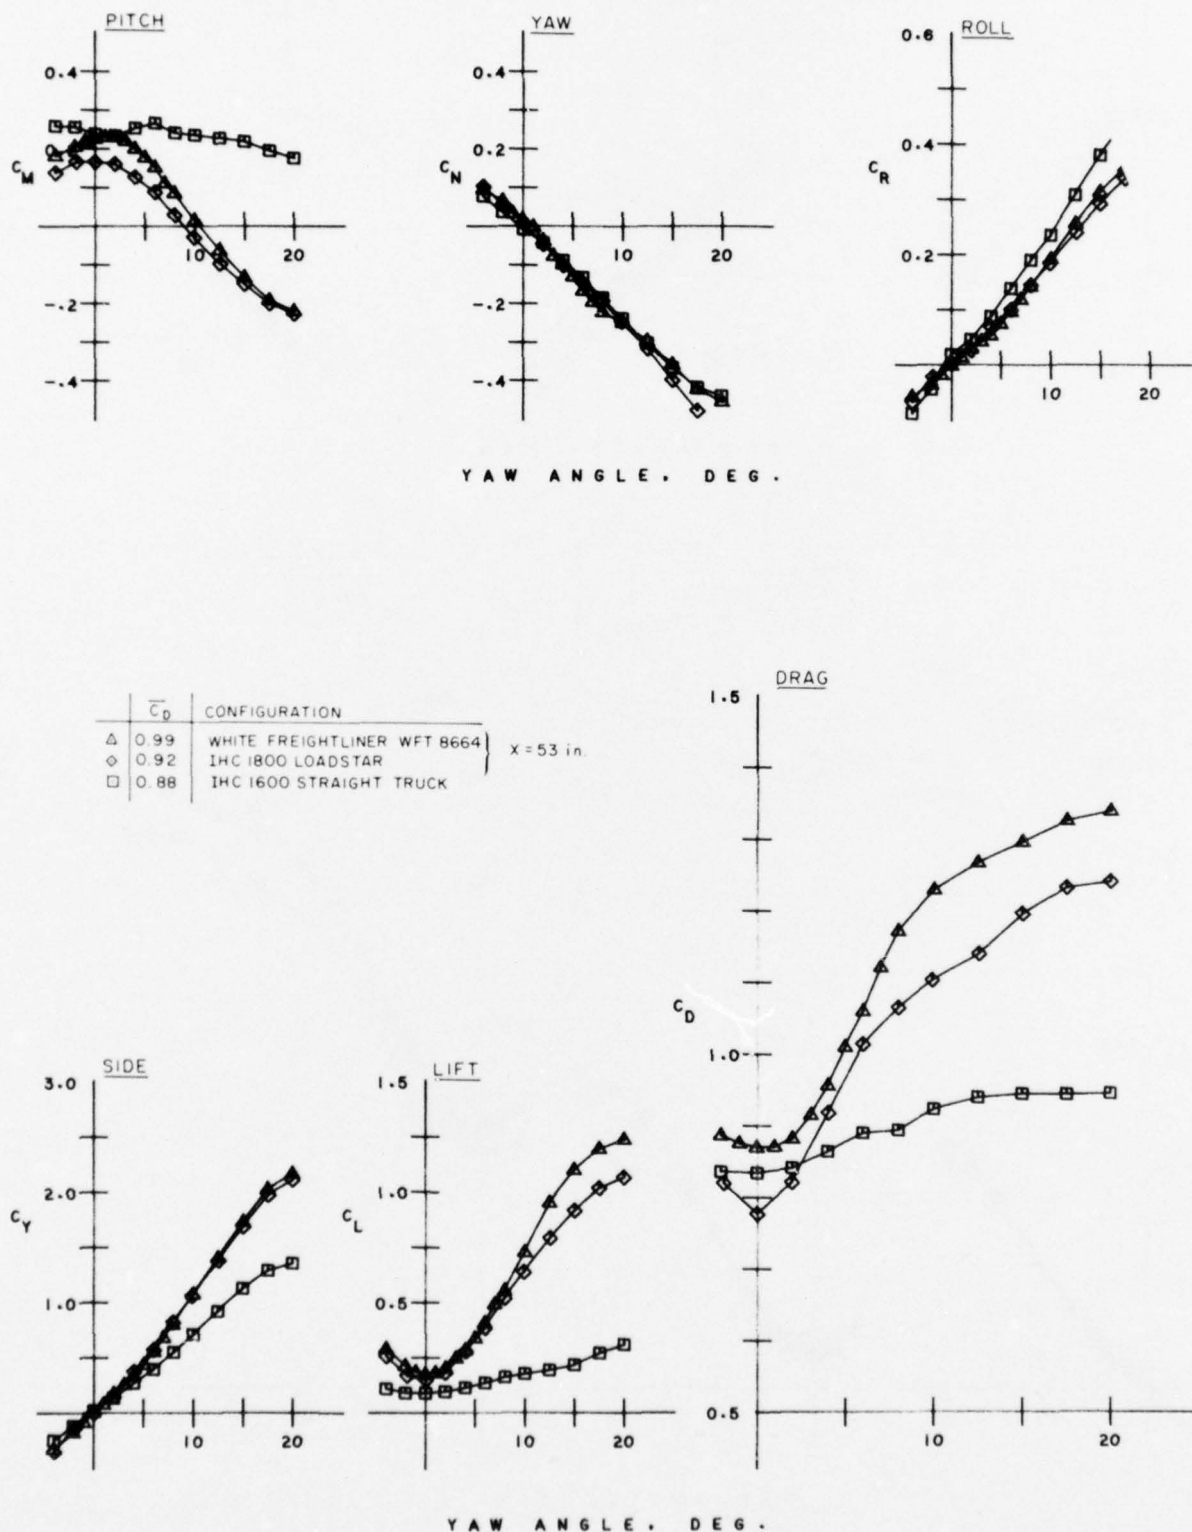 PITCH
0.4
0.2
C_M
10
20
-.2
-.4
YAW
0.4
0.2
C_N
10
20
-.2
-.4
ROLL
0.6
0.4
C_R
0.2
10
20
YAW ANGLE. DEG.
C_D CONFIGURATION
△ 0.99 WHITE FREIGHTLINER WFT 8664
◇ 0.92 IHC 1800 LOADSTAR
□ 0.88 IHC 1600 STRAIGHT TRUCK
X = 53 in.
DRAG
1.5
C_D
1.0
0.5
10
20
SIDE
3.0
2.0
C_Y
1.0
10
20
LIFT
1.5
1.0
C_L
0.5
10
20
YAW ANGLE. DEG.